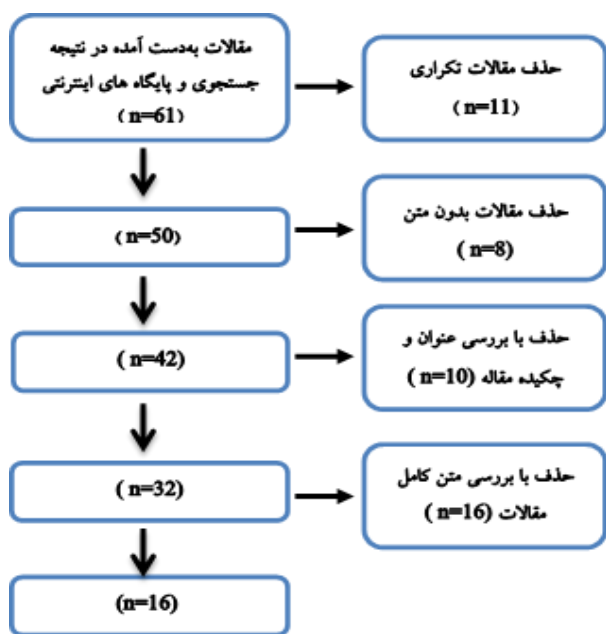 مقالات به‌دست آمده در نتیجه
جستجوی و پایگاه های اینترنتی
(n=61)
حذف مقالات تکراری
(n=11)
(n=50)
حذف مقالات بدون متن
(n=8)
(n=42)
حذف با بررسی عنوان و
چکیده مقاله (n=10)
(n=32)
حذف با بررسی متن کامل
مقالات (n=16)
(n=16)